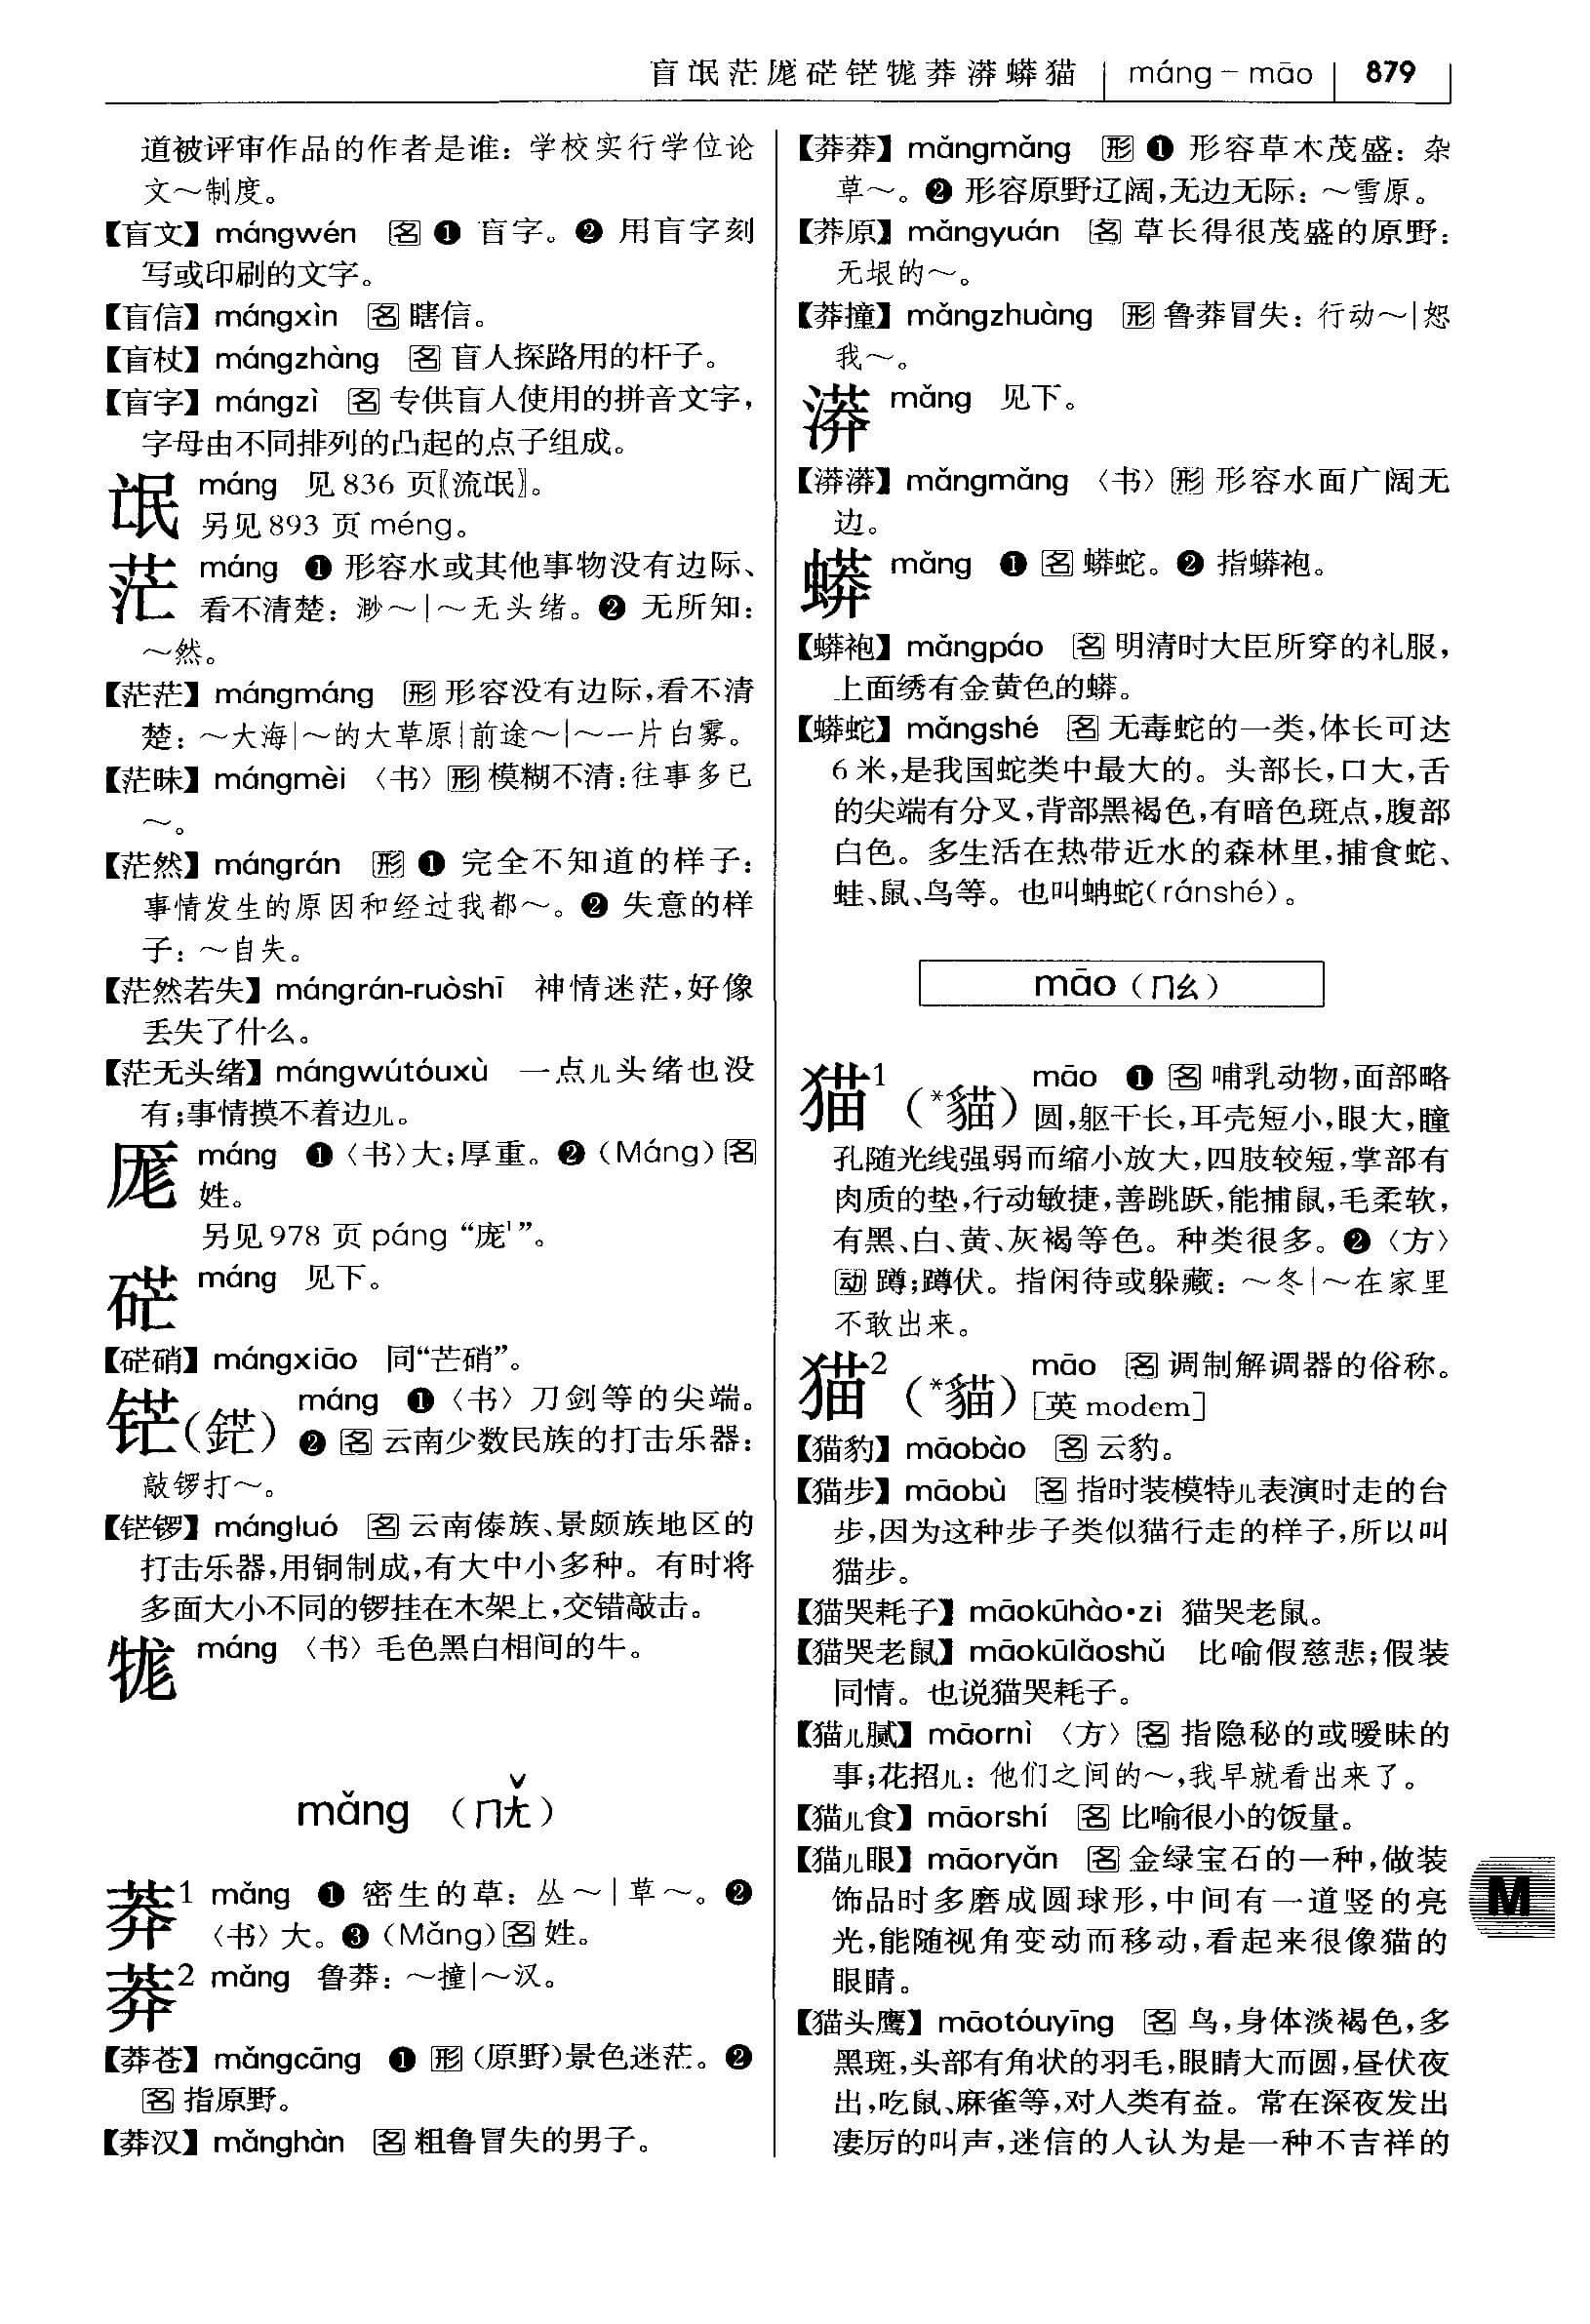 盲氓茫厖硭铓牻莽漭蟒猫 | máng – māo | 879
道被评审作品的作者是谁：学校实行学位论
文～制度。
【盲文】 mángwén 名 ❶ 盲字。❷ 用盲字刻
写或印刷的文字。
【盲信】 mángxìn 名 瞎信。
【盲杖】 mángzhàng 名 盲人探路用的杆子。
【盲字】 mángzì 名 专供盲人使用的拼音文字，
字母由不同排列的凸起的点子组成。
氓 máng 见 836 页〖流氓〗。
另见 893 页 méng。
茫 máng ❶ 形容水或其他事物没有边际、
看不清楚：渺～|～无头绪。❷ 无所知：
～然。
【茫茫】 mángmáng 形 形容没有边际，看不清
楚：～大海|～的大草原|前途～|～一片白雾。
【茫昧】 mángmèi 〈书〉形 模糊不清：往事多已
～。
【茫然】 mángrán 形 ❶ 完全不知道的样子：
事情发生的原因和经过我都～。❷ 失意的样
子：～自失。
【茫然若失】 mángrán-ruòshī 神情迷茫，好像
丢失了什么。
【茫无头绪】 mángwútóuxù 一点儿头绪也没
有；事情摸不着边儿。
厖 máng ❶〈书〉大；厚重。❷（Máng）名
姓。
另见 978 页 páng “庞¹”。
硭 máng 见下。
【硭硝】 mángxiāo 同“芒硝”。
铓（鋩） máng ❶〈书〉刀剑等的尖端。
❷ 名 云南少数民族的打击乐器：
敲锣打～。
【铓锣】 mángluó 名 云南傣族、景颇族地区的
打击乐器，用铜制成，有大中小多种。有时将
多面大小不同的锣挂在木架上，交错敲击。
牻 máng 〈书〉毛色黑白相间的牛。
mǎng （ㄇㄤˇ）
莽¹ mǎng ❶ 密生的草：丛～|草～。❷
〈书〉大。❸（Mǎng）名 姓。
莽² mǎng 鲁莽：～撞|～汉。
【莽苍】 mǎngcāng ❶ 形（原野）景色迷茫。❷
名 指原野。
【莽汉】 mǎnghàn 名 粗鲁冒失的男子。
【莽莽】 mǎngmǎng 形 ❶ 形容草木茂盛：杂
草～。❷ 形容原野辽阔，无边无际：～雪原。
【莽原】 mǎngyuán 名 草长得很茂盛的原野：
无垠的～。
【莽撞】 mǎngzhuàng 形 鲁莽冒失：行动～|恕
我～。
漭 mǎng 见下。
【漭漭】 mǎngmǎng 〈书〉形 形容水面广阔无
边。
蟒 mǎng ❶ 名 蟒蛇。❷ 指蟒袍。
【蟒袍】 mǎngpáo 名 明清时大臣所穿的礼服，
上面绣有金黄色的蟒。
【蟒蛇】 mǎngshé 名 无毒蛇的一类，体长可达
6 米，是我国蛇类中最大的。头部长，口大，舌
的尖端有分叉，背部黑褐色，有暗色斑点，腹部
白色。多生活在热带近水的森林里，捕食蛇、
蛙、鼠、鸟等。也叫蚺蛇（ránshé）。
māo（ㄇㄠ）
猫¹（*貓） māo ❶ 名 哺乳动物，面部略
圆，躯干长，耳壳短小，眼大，瞳
孔随光线强弱而缩小放大，四肢较短，掌部有
肉质的垫，行动敏捷，善跳跃，能捕鼠，毛柔软，
有黑、白、黄、灰褐等色。种类很多。❷〈方〉
动 蹲；蹲伏。指闲待或躲藏：～冬|～在家里
不敢出来。
猫²（*貓） māo 名 调制解调器的俗称。
［英 modem］
【猫豹】 māobào 名 云豹。
【猫步】 māobù 名 指时装模特儿表演时走的台
步，因为这种步子类似猫行走的样子，所以叫
猫步。
【猫哭耗子】 māokūhào·zi 猫哭老鼠。
【猫哭老鼠】 māokūlǎoshǔ 比喻假慈悲；假装
同情。也说猫哭耗子。
【猫儿腻】 māornì 〈方〉名 指隐秘的或暧昧的
事；花招儿：他们之间的～，我早就看出来了。
【猫儿食】 māorshí 名 比喻很小的饭量。
【猫儿眼】 māoryǎn 名 金绿宝石的一种，做装
饰品时多磨成圆球形，中间有一道竖的亮
光，能随视角变动而移动，看起来很像猫的
眼睛。
【猫头鹰】 māotóuyīng 名 鸟，身体淡褐色，多
黑斑，头部有角状的羽毛，眼睛大而圆，昼伏夜
出，吃鼠、麻雀等，对人类有益。常在深夜发出
凄厉的叫声，迷信的人认为是一种不吉祥的
M